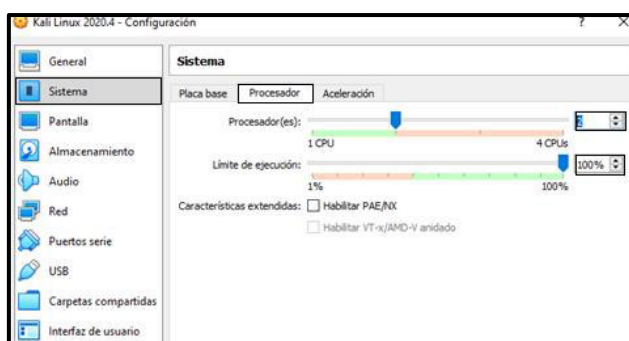 Kali Linux 2020.4 - Configuración ? X
General
Sistema
Pantalla
Almacenamiento
Audio
Red
Puertos serie
USB
Carpetas compartidas
Interfaz de usuario
Sistema
Placa base Procesador Aceleración
Procesador(es): 2
1 CPU 4 CPUs
Límite de ejecución: 100%
1% 100%
Características extendidas: Habilitar PAE/NX
Habilitar VT-x/AMD-V anidado